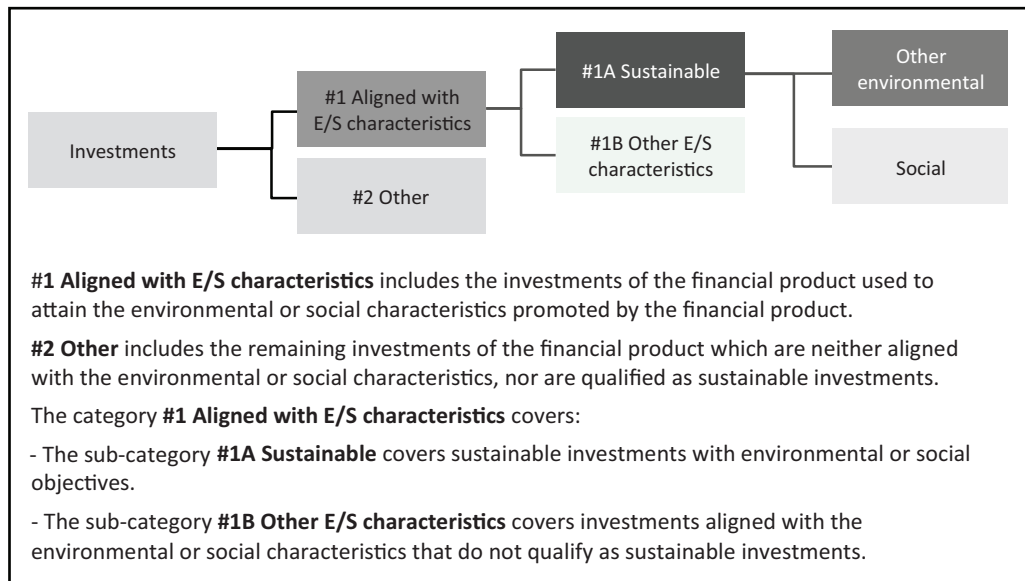 Investments
#1 Aligned with
E/S characteristics
#2 Other
#1A Sustainable
#1B Other E/S
characteristics
Other
environmental
Social
#1 Aligned with E/S characteristics includes the investments of the financial product used to
attain the environmental or social characteristics promoted by the financial product.
#2 Other includes the remaining investments of the financial product which are neither aligned
with the environmental or social characteristics, nor are qualified as sustainable investments.
The category #1 Aligned with E/S characteristics covers:
- The sub-category #1A Sustainable covers sustainable investments with environmental or social
objectives.
- The sub-category #1B Other E/S characteristics covers investments aligned with the
environmental or social characteristics that do not qualify as sustainable investments.